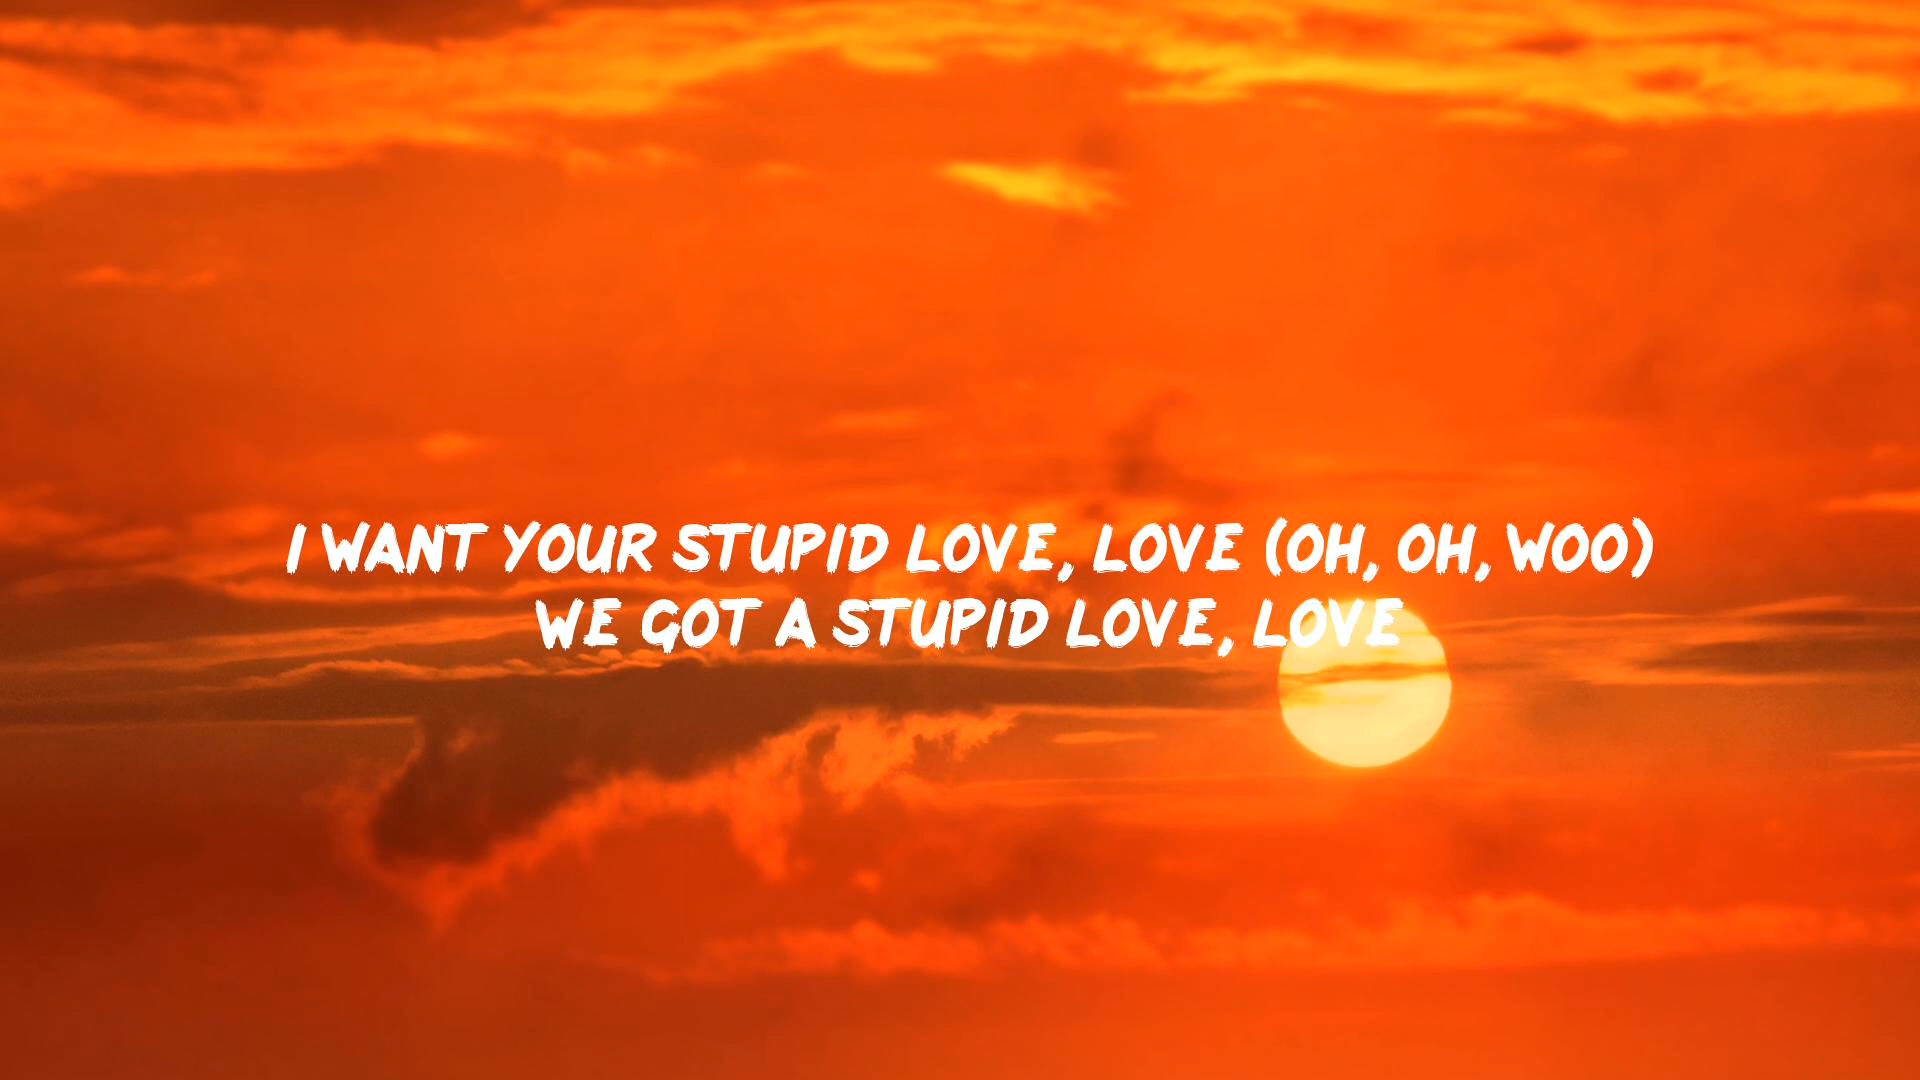 I WANT YOUR STUPID LOVE, LOVE (OH, OH, WOO)
WE GOT A STUPID LOVE, LOVE